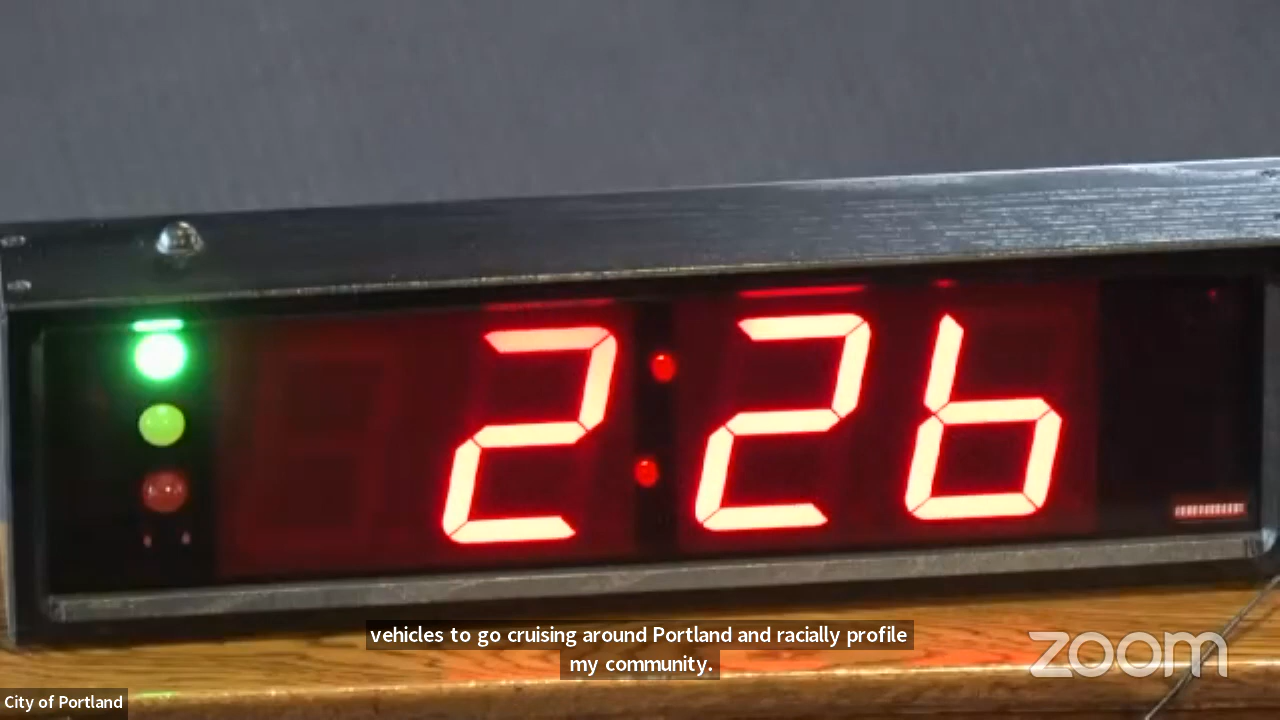 2:26
vehicles to go cruising around Portland and racially profile
my community.
zoom
City of Portland